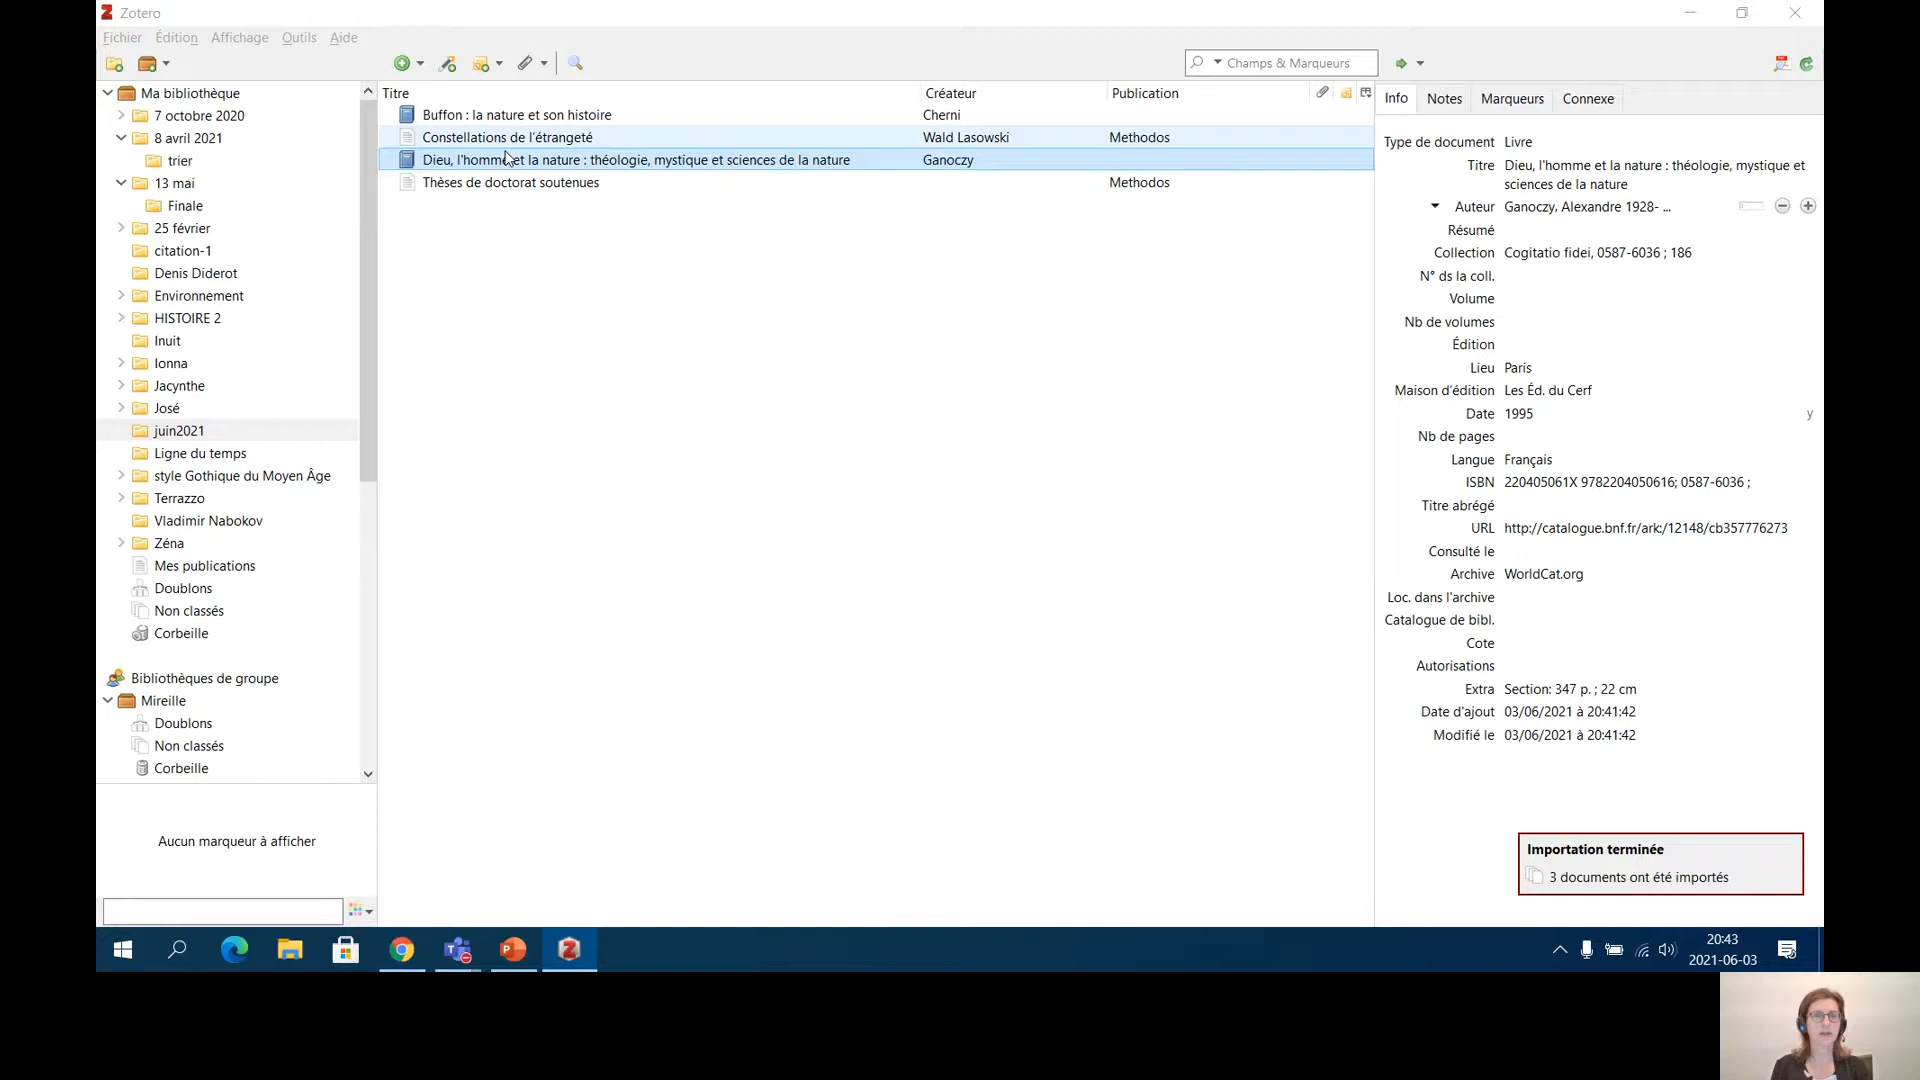 Zotero
Fichier Édition Affichage Outils Aide
Champs & Marqueurs
Ma bibliothèque
7 octobre 2020
8 avril 2021
trier
13 mai
Finale
25 février
citation-1
Denis Diderot
Environnement
HISTOIRE 2
Inuit
Ionna
Jacynthe
José
juin2021
Ligne du temps
style Gothique du Moyen Âge
Terrazzo
Vladimir Nabokov
Zéna
Mes publications
Doublons
Non classés
Corbeille
Bibliothèques de groupe
Mireille
Doublons
Non classés
Corbeille
Aucun marqueur à afficher
Titre Créateur Publication
Buffon : la nature et son histoire Cherni
Constellations de l'étrangeté Wald Lasowski Methodos
Dieu, l'homme et la nature : théologie, mystique et sciences de la nature Ganoczy
Thèses de doctorat soutenues Methodos
Info Notes Marqueurs Connexe
Type de document Livre
Titre Dieu, l'homme et la nature : théologie, mystique et
sciences de la nature
Auteur Ganoczy, Alexandre 1928- ...
Résumé
Collection Cogitatio fidei, 0587-6036 ; 186
N° ds la coll.
Volume
Nb de volumes
Édition
Lieu Paris
Maison d'édition Les Éd. du Cerf
Date 1995 y
Nb de pages
Langue Français
ISBN 220405061X 9782204050616; 0587-6036 ;
Titre abrégé
URL http://catalogue.bnf.fr/ark:/12148/cb357776273
Consulté le
Archive WorldCat.org
Loc. dans l'archive
Catalogue de bibl.
Cote
Autorisations
Extra Section: 347 p. ; 22 cm
Date d'ajout 03/06/2021 à 20:41:42
Modifié le 03/06/2021 à 20:41:42
Importation terminée
3 documents ont été importés
20:43
2021-06-03